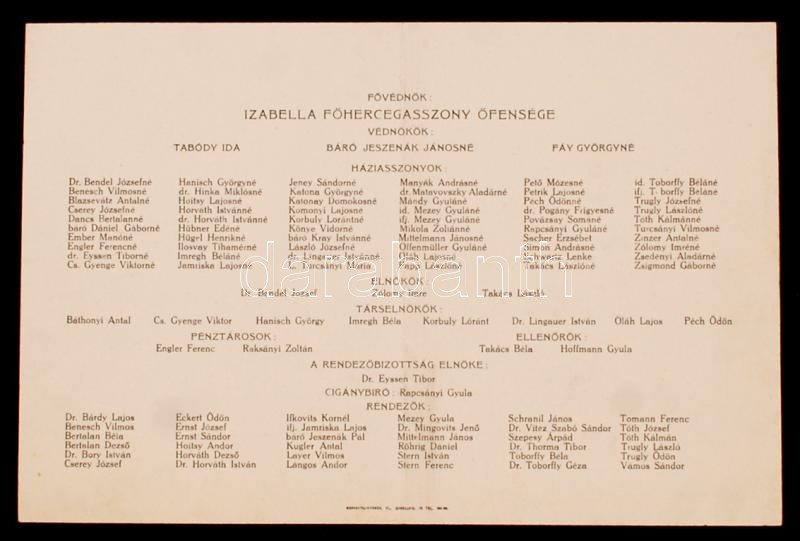 FŐVÉDNÖK:
IZABELLA FŐHERCEGASSZONY ŐFENSÉGE
VÉDNÖKÖK:
TABÓDY IDA BÁRÓ JESZENÁK JÁNOSNÉ FÁY GYÖRGYNÉ
HÁZIASSZONYOK:
Dr. Bendel Józsefné Hanisch Györgyné Jeney Sándorné Manyák Andrásné Pető Mózesné id. Toborffy Béláné
Benesch Vilmosné dr. Hinka Miklósné Katona Györgyné dr. Matavovszky Aladárné Petrik Lajosné ifj. T. borffy Béláné
Blazsevátz Antalné Hoitsy Lajosné Katonay Domokosné Mándy Gyuláné Péch Ödönné Trugly Józsefné
Cserey Józsefné Horváth Istvánné Komonyi Lajosné id. Mezey Gyuláné dr. Pogány Frigyesné Trugly Lászlóné
Dancs Bertalanné dr. Horváth Istvánné Korbuly Lorántné ifj. Mezey Gyuláné Povázsay Sománé Tóth Kálmánné
báró Dániel Gáborné Hübner Edéné Könye Vidorné Mikola Zoltánné Rapcsányi Gyuláné Turcsányi Vilmosné
Ember Manóné Hügel Henrikné báró Kray Istvánné Mittelmann Jánosné Sacher Erzsébet Zinzer Antalné
Engler Ferencné Ilosvay Tihamérné László Józsefné Offenmüller Gyuláné Simon Andrásné Zólomy Imréné
dr. Eyssen Tiborné Imregh Béláné dr. Lingauer Istvánné Oláh Lajosné Schwartz Lenke Zsedényi Aladárné
Cs. Gyenge Viktorné Jamriska Lajosné L. Turcsányi Mária Papp Lászlóné Takács Lászlóné Zsigmond Gáborné
darabanth
ELNÖKÖK:
Dr. Bendel József Zólomy Imre Takács László
TÁRSELNÖKÖK:
Báthonyi Antal Cs. Gyenge Viktor Hanisch György Imregh Béla Korbuly Lóránt Dr. Lingauer István Oláh Lajos Péch Ödön
PÉNZTÁROSOK: ELLENŐRÖK:
Engler Ferenc Raksányi Zoltán Takács Béla Hoffmann Gyula
A RENDEZŐBIZOTTSÁG ELNÖKE:
Dr. Eyssen Tibor
CIGÁNYBIRÓ: Rapcsányi Gyula
RENDEZŐK:
Dr. Bárdy Lajos Eckert Ödön Ifkovits Kornél Mezey Gyula Schranil János Tomann Ferenc
Benesch Vilmos Ernst József ifj. Jamriska Lajos Dr. Mingovits Jenő Dr. Vitéz Szabó Sándor Tóth József
Bertalan Béla Ernst Sándor báró Jeszenák Pál Mittelmann János Szepesy Árpád Tóth Kálmán
Bertalan Dezső Hoitsy Andor Kugler Antal Röhrig Dániel Dr. Thorma Tibor Trugly László
Dr. Bory István Horváth Dezső Layer Vilmos Stern István Toborffy Béla Trugly Ödön
Cserey József Dr. Horváth István Lángos Andor Stern Ferenc Dr. Toborffy Géza Vámos Sándor